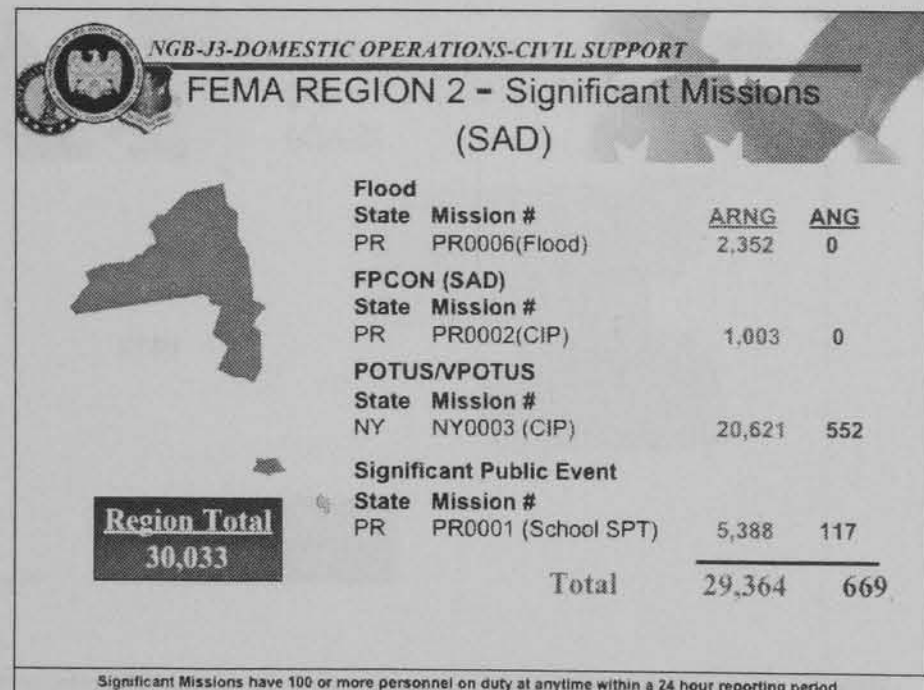 NGB-J3-DOMESTIC OPERATIONS-CIVIL SUPPORT
FEMA REGION 2 - Significant Missions
(SAD)
Flood
State Mission # ARNG ANG
PR PR0006(Flood) 2,352 0
FPCON (SAD)
State Mission #
PR PR0002(CIP) 1,003 0
POTUS/VPOTUS
State Mission #
NY NY0003 (CIP) 20,621 552
Significant Public Event
State Mission #
PR PR0001 (School SPT) 5,388 117
Total 29,364 669
Region Total
30,033
Significant Missions have 100 or more personnel on duty at anytime within a 24 hour reporting period